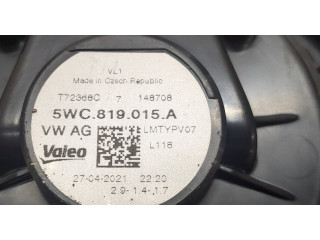 VL1
Made in Czech Republic
T72368C 7 148708
5WC.819.015.A
VW AG LMTYPV07
Valeo L118
27-04-2021 22:20
2.9-1.4-1.7